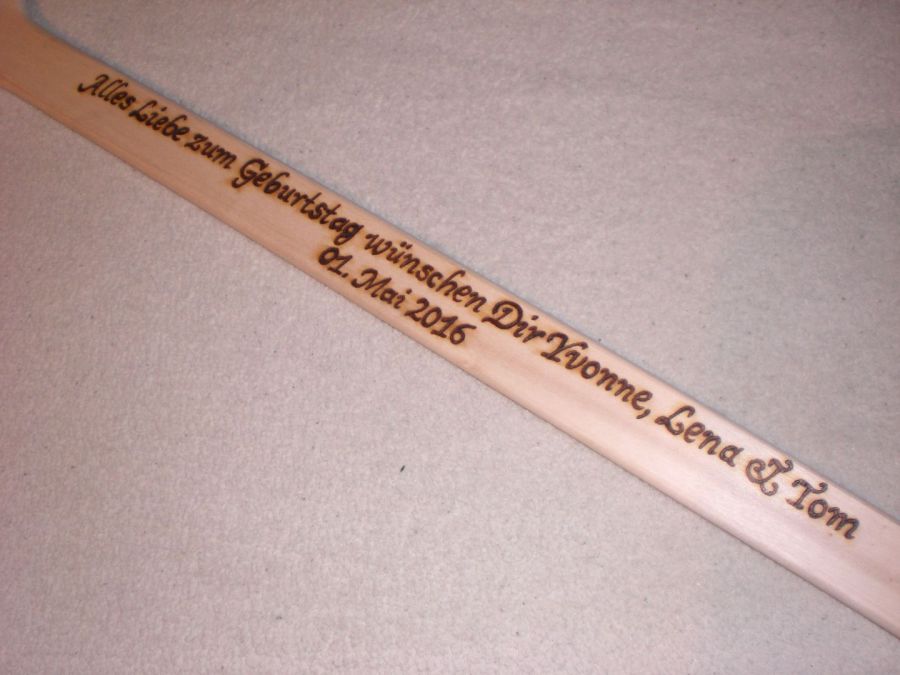 Alles Liebe zum Geburtstag wünschen Dir Yvonne, Lena & Tom
01. Mai 2016